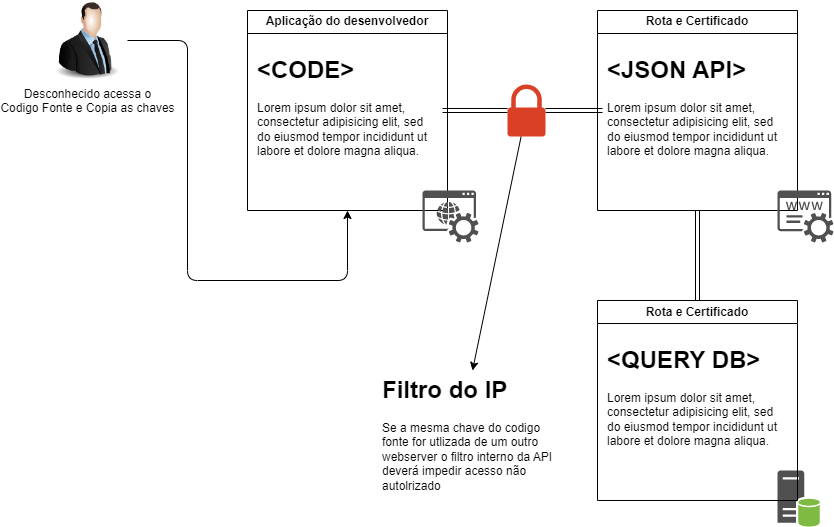 Desconhecido acessa o
Codigo Fonte e Copia as chaves
Aplicação do desenvolvedor
<CODE>
Lorem ipsum dolor sit amet,
consectetur adipisicing elit, sed
do eiusmod tempor incididunt ut
labore et dolore magna aliqua.
Rota e Certificado
<JSON API>
Lorem ipsum dolor sit amet,
consectetur adipisicing elit, sed
do eiusmod tempor incididunt ut
labore et dolore magna aliqua.
WWW
Filtro do IP
Se a mesma chave do codigo
fonte for utlizada de um outro
webserver o filtro interno da API
deverá impedir acesso não
autolrizado
Rota e Certificado
<QUERY DB>
Lorem ipsum dolor sit amet,
consectetur adipisicing elit, sed
do eiusmod tempor incididunt ut
labore et dolore magna aliqua.